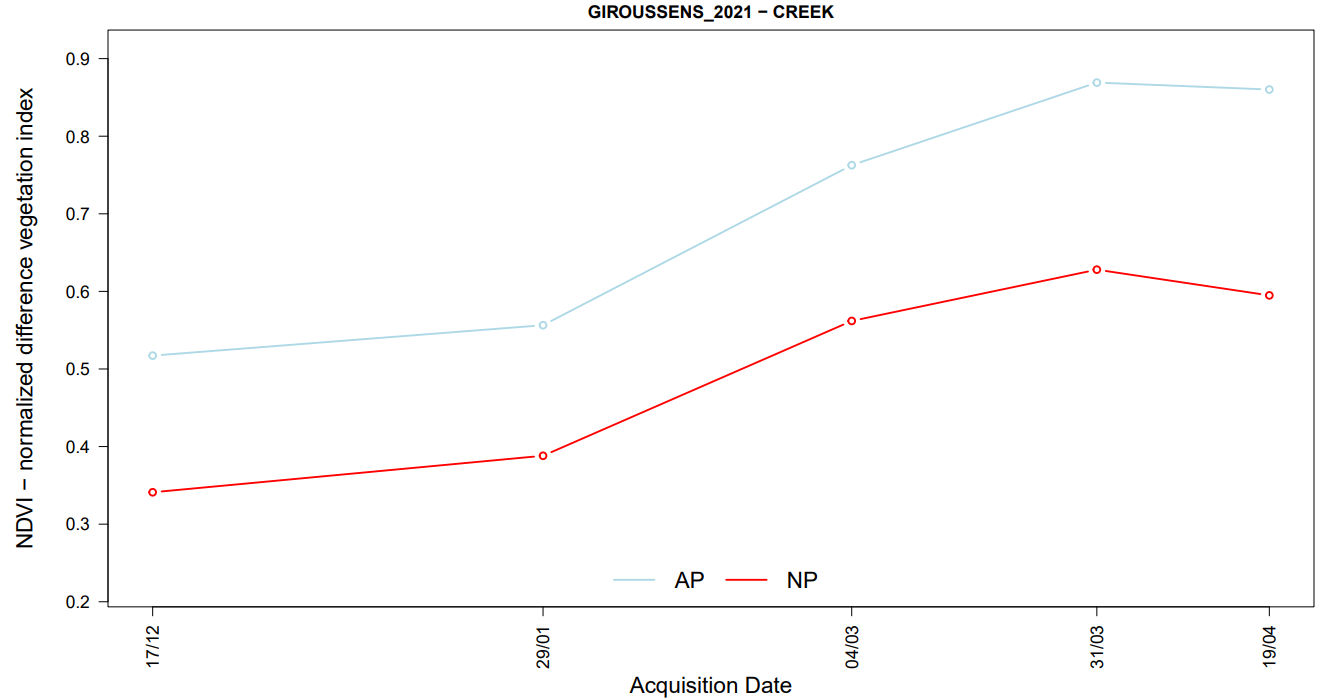 GIROUSSENS_2021 − CREEK
NDVI − normalized difference vegetation index
0.9
0.8
0.7
0.6
0.5
0.4
0.3
0.2
AP NP
17/12 29/01 04/03 31/03 19/04
Acquisition Date